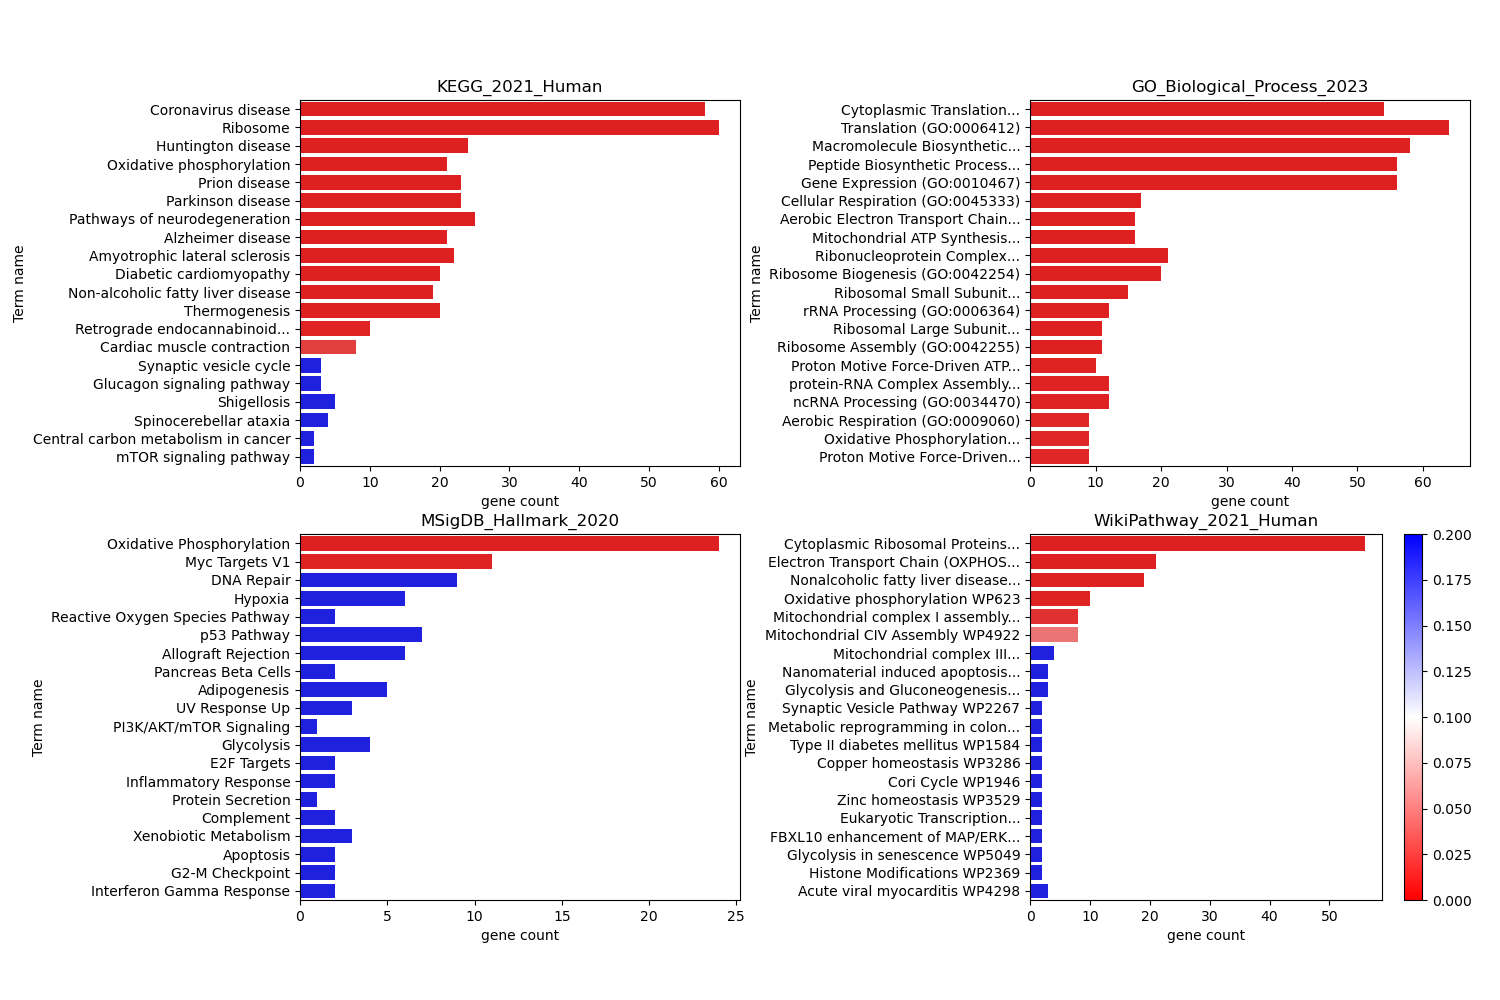 KEGG_2021_Human
Term name
Coronavirus disease
Ribosome
Huntington disease
Oxidative phosphorylation
Prion disease
Parkinson disease
Pathways of neurodegeneration
Alzheimer disease
Amyotrophic lateral sclerosis
Diabetic cardiomyopathy
Non-alcoholic fatty liver disease
Thermogenesis
Retrograde endocannabinoid...
Cardiac muscle contraction
Synaptic vesicle cycle
Glucagon signaling pathway
Shigellosis
Spinocerebellar ataxia
Central carbon metabolism in cancer
mTOR signaling pathway
0 10 20 30 40 50 60
gene count
GO_Biological_Process_2023
Term name
Cytoplasmic Translation...
Translation (GO:0006412)
Macromolecule Biosynthetic...
Peptide Biosynthetic Process...
Gene Expression (GO:0010467)
Cellular Respiration (GO:0045333)
Aerobic Electron Transport Chain...
Mitochondrial ATP Synthesis...
Ribonucleoprotein Complex...
Ribosome Biogenesis (GO:0042254)
Ribosomal Small Subunit...
rRNA Processing (GO:0006364)
Ribosomal Large Subunit...
Ribosome Assembly (GO:0042255)
Proton Motive Force-Driven ATP...
protein-RNA Complex Assembly...
ncRNA Processing (GO:0034470)
Aerobic Respiration (GO:0009060)
Oxidative Phosphorylation...
Proton Motive Force-Driven...
0 10 20 30 40 50 60
gene count
MSigDB_Hallmark_2020
Term name
Oxidative Phosphorylation
Myc Targets V1
DNA Repair
Hypoxia
Reactive Oxygen Species Pathway
p53 Pathway
Allograft Rejection
Pancreas Beta Cells
Adipogenesis
UV Response Up
PI3K/AKT/mTOR Signaling
Glycolysis
E2F Targets
Inflammatory Response
Protein Secretion
Complement
Xenobiotic Metabolism
Apoptosis
G2-M Checkpoint
Interferon Gamma Response
0 5 10 15 20 25
gene count
WikiPathway_2021_Human
Term name
Cytoplasmic Ribosomal Proteins...
Electron Transport Chain (OXPHOS...
Nonalcoholic fatty liver disease...
Oxidative phosphorylation WP623
Mitochondrial complex I assembly...
Mitochondrial CIV Assembly WP4922
Mitochondrial complex III...
Nanomaterial induced apoptosis...
Glycolysis and Gluconeogenesis...
Synaptic Vesicle Pathway WP2267
Metabolic reprogramming in colon...
Type II diabetes mellitus WP1584
Copper homeostasis WP3286
Cori Cycle WP1946
Zinc homeostasis WP3529
Eukaryotic Transcription...
FBXL10 enhancement of MAP/ERK...
Glycolysis in senescence WP5049
Histone Modifications WP2369
Acute viral myocarditis WP4298
0 10 20 30 40 50
gene count
0.200
0.175
0.150
0.125
0.100
0.075
0.050
0.025
0.000